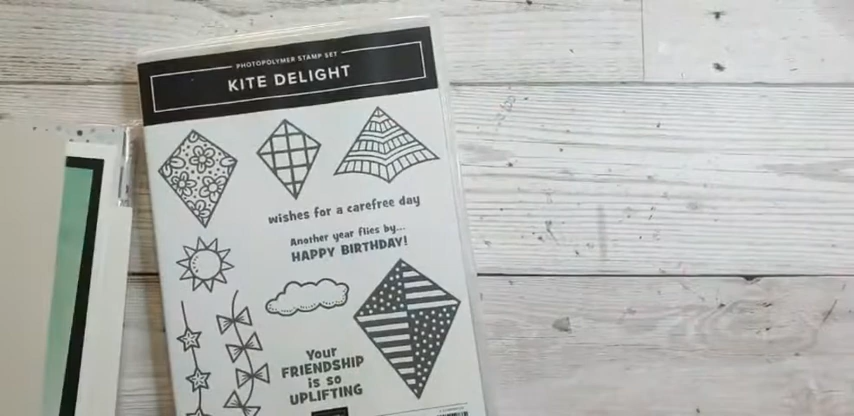 PHOTOPOLYMER STAMP SET
KITE DELIGHT
wishes for a carefree day
Another year flies by...
HAPPY BIRTHDAY!
Your
FRIENDSHIP
is so
UPLIFTING